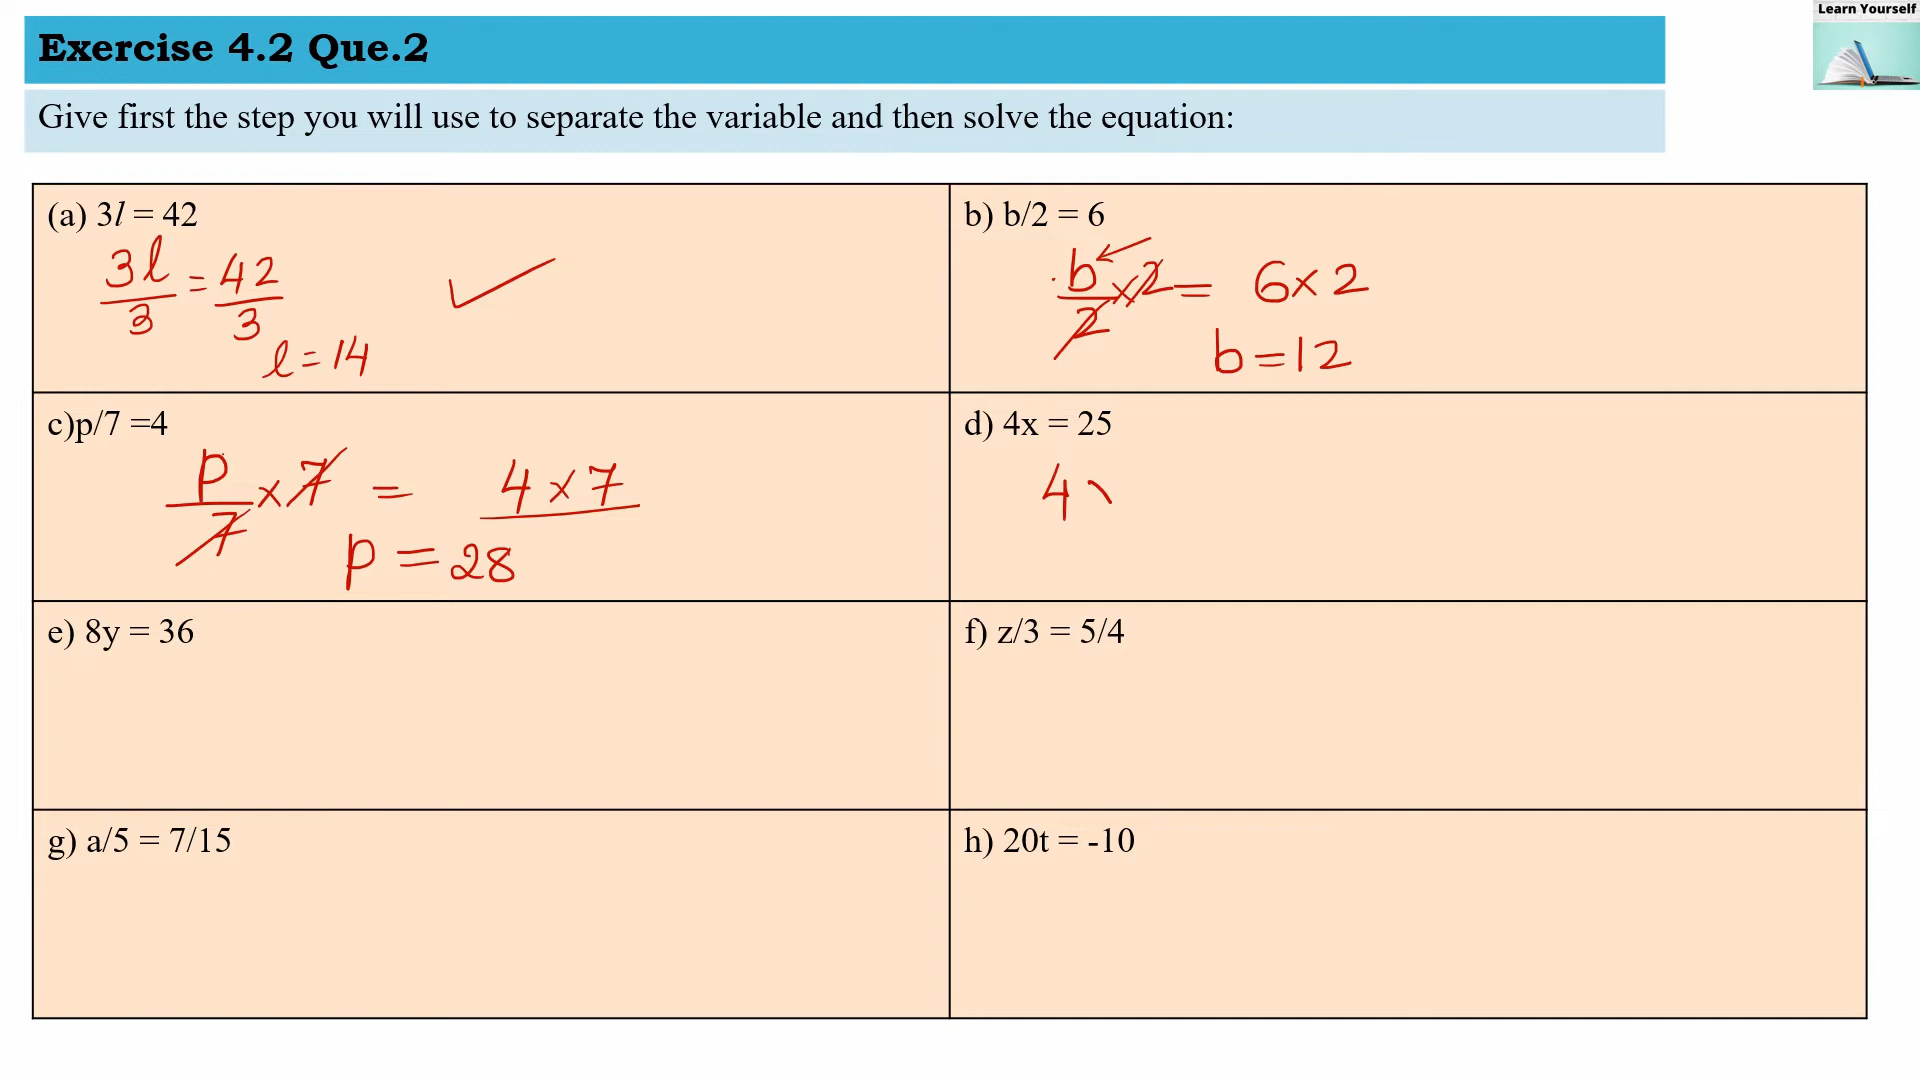 Learn Yourself
Exercise 4.2 Que.2
Give first the step you will use to separate the variable and then solve the equation:
(a) 3l = 42
3l/3 = 42/3
l = 14
b) b/2 = 6
b/2 × 2 = 6 × 2
b = 12
c)p/7 =4
p/7 × 7 = 4 × 7
p = 28
d) 4x = 25
4
e) 8y = 36
f) z/3 = 5/4
g) a/5 = 7/15
h) 20t = -10